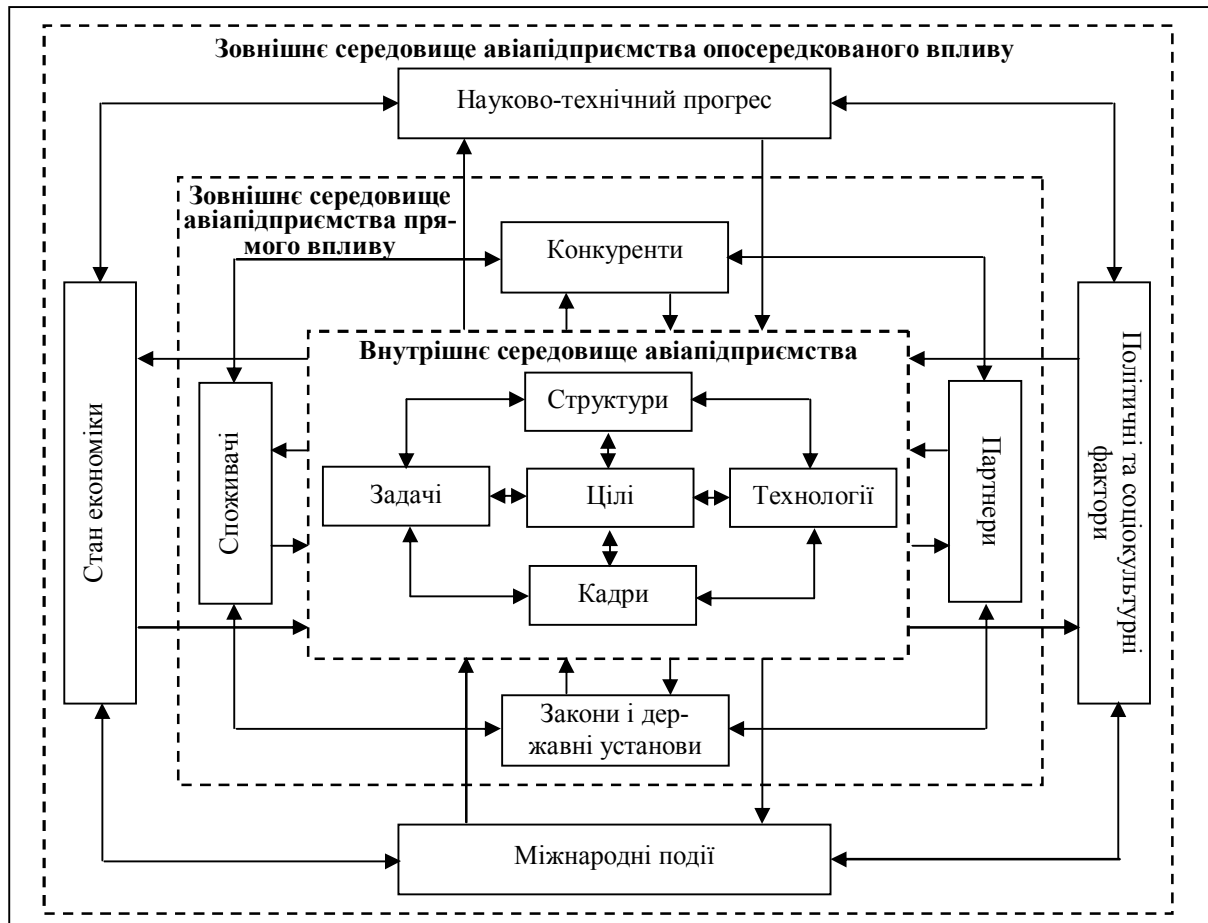 Зовнішнє середовище авіапідприємства опосередкованого впливу
Науково-технічний прогрес
Зовнішнє середовище
авіапідприємства пря-
мого впливу
Конкуренти
Внутрішнє середовище авіапідприємства
Структури
Стан економіки
Споживачі
Задачі
Цілі
Технології
Партнери
Політичні та соціокультурні
фактори
Кадри
Закони і дер-
жавні установи
Міжнародні події